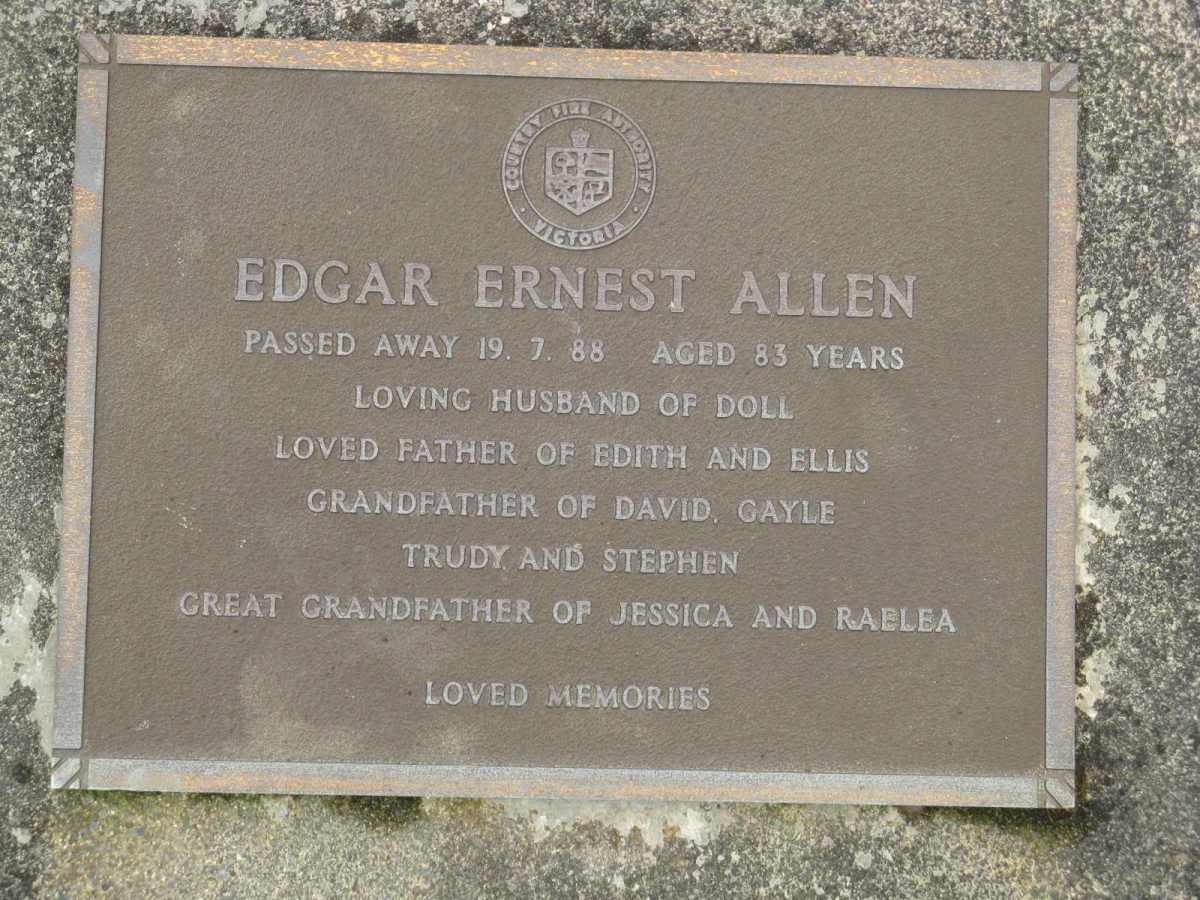 COUNTRY FIRE AUTHORITY
VICTORIA
EDGAR ERNEST ALLEN
PASSED AWAY 19. 7. 88 AGED 83 YEARS
LOVING HUSBAND OF DOLL
LOVED FATHER OF EDITH AND ELLIS
GRANDFATHER OF DAVID, GAYLE
TRUDY AND STEPHEN
GREAT GRANDFATHER OF JESSICA AND RAELEA
LOVED MEMORIES